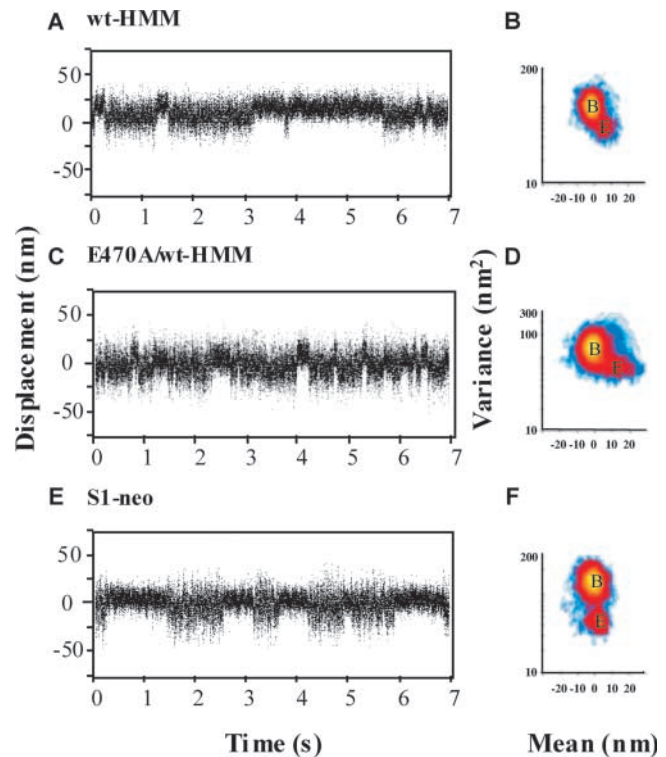 A wt-HMM
50
0
-50
0 1 2 3 4 5 6 7
B
200
10
-20 -10 0 10 20
B
E
C E470A/wt-HMM
50
0
-50
0 1 2 3 4 5 6 7
D
300
100
10
-20 -10 0 10 20
B
E
E S1-neo
50
0
-50
0 1 2 3 4 5 6 7
F
200
10
-20 -10 0 10 20
B
E
Displacement (nm)
Variance (nm²)
Time (s)
Mean (nm)